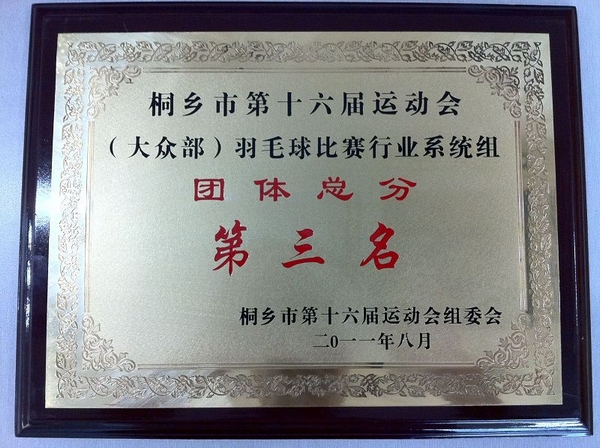 桐乡市第十六届运动会
（大众部）羽毛球比赛行业系统组
团体总分
第三名
桐乡市第十六届运动会组委会
二0一一年八月